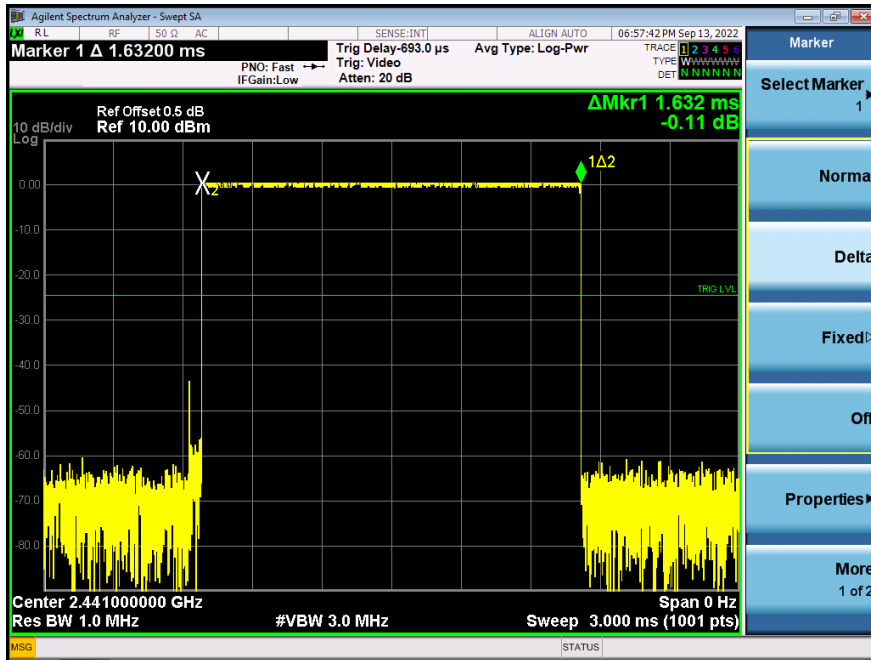 Agilent Spectrum Analyzer - Swept SA
LXI RL RF 50 Ω AC SENSE:INT ALIGN AUTO 06:57:42 PM Sep 13, 2022
Marker 1 Δ 1.63200 ms
PNO: Fast
IFGain:Low
Trig Delay-693.0 µs
Trig: Video
Atten: 20 dB
Avg Type: Log-Pwr
TRACE 1 2 3 4 5 6
TYPE W
DET N N N N N N
ΔMkr1 1.632 ms
-0.11 dB
Ref Offset 0.5 dB
10 dB/div Ref 10.00 dBm
Log
0.00
-10.0
-20.0
-30.0
-40.0
-50.0
-60.0
-70.0
-80.0
2
1Δ2
TRIG LVL
Center 2.441000000 GHz Span 0 Hz
Res BW 1.0 MHz #VBW 3.0 MHz Sweep 3.000 ms (1001 pts)
MSG STATUS
Marker
Select Marker
1
Norma
Delta
Fixed
Off
Properties
More
1 of 2